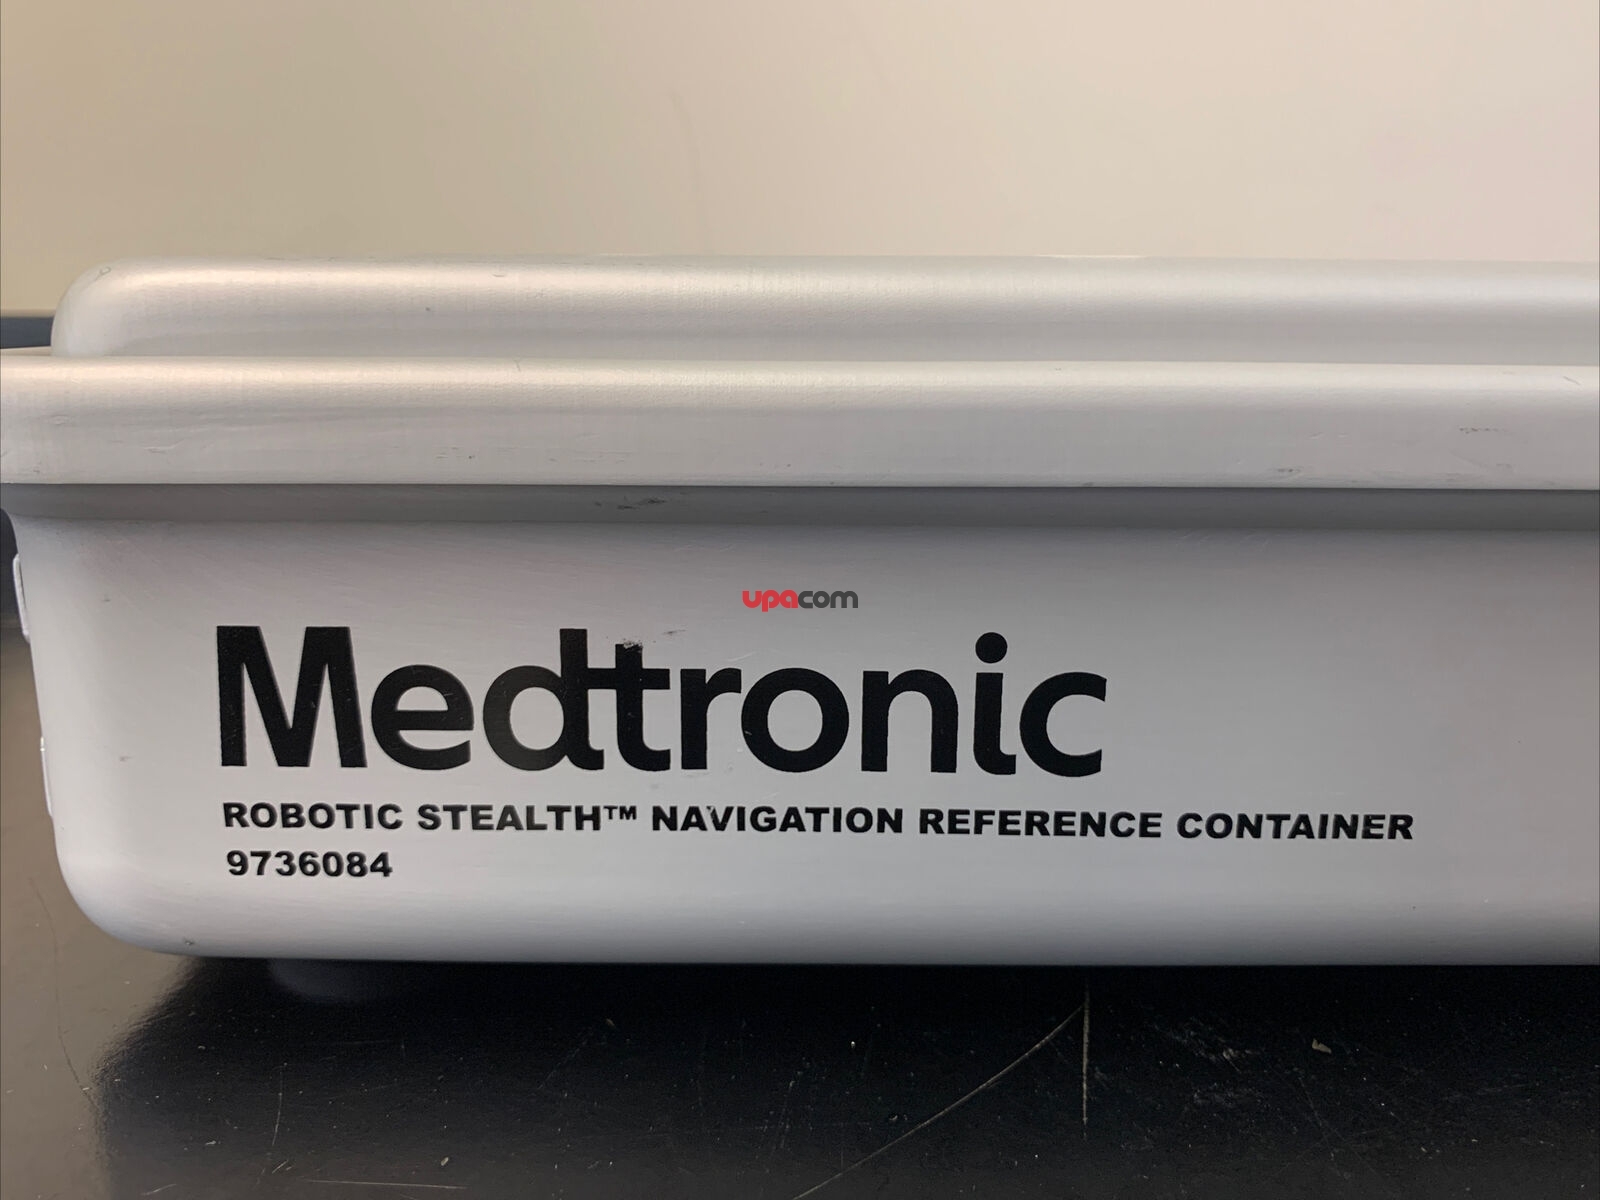 upacom
Medtronic
ROBOTIC STEALTH™ NAVIGATION REFERENCE CONTAINER
9736084